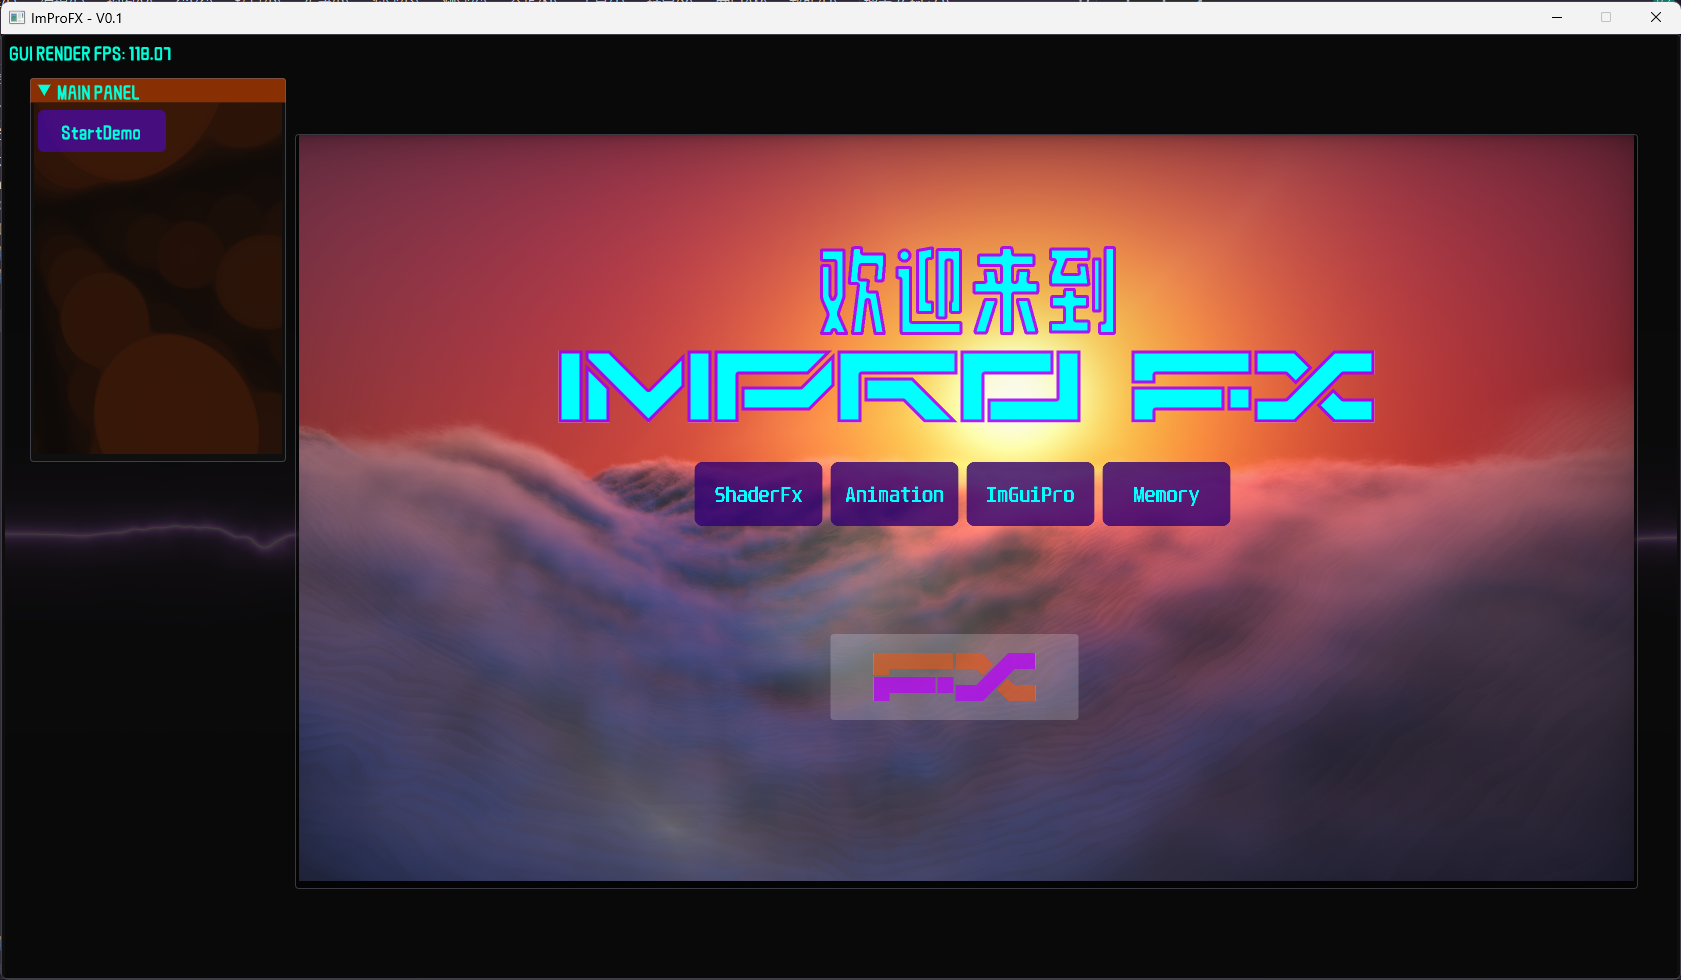 ImProFX - V0.1
GUI RENDER FPS: 118.07
MAIN PANEL
StartDemo
欢迎来到
IMPRO FX
ShaderFx Animation ImGuiPro Memory
FX